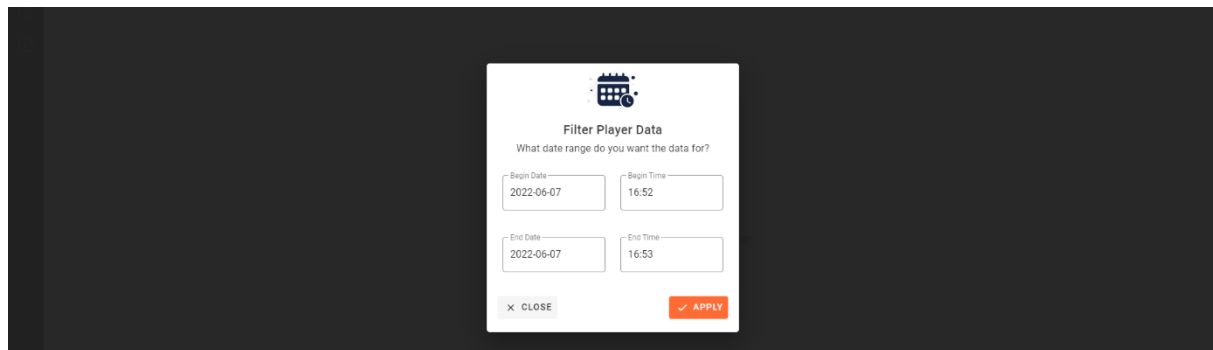 Filter Player Data
What date range do you want the data for?
Begin Date
Begin Time
2022-06-07
16:52
End Date
End Time
2022-06-07
16:53
CLOSE
APPLY